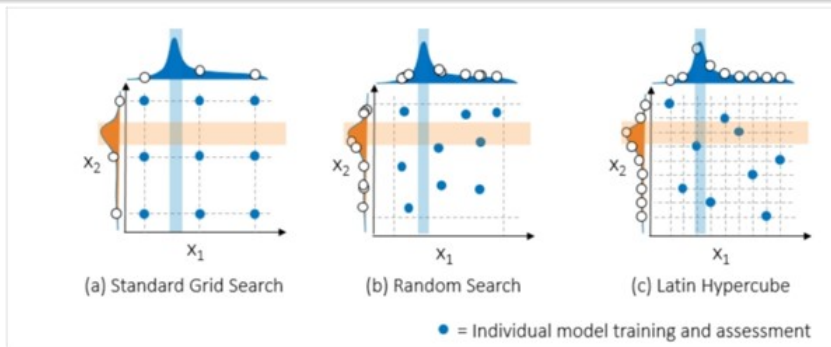 X₂
X₁
(a) Standard Grid Search
X₂
X₁
(b) Random Search
X₂
X₁
(c) Latin Hypercube
= Individual model training and assessment